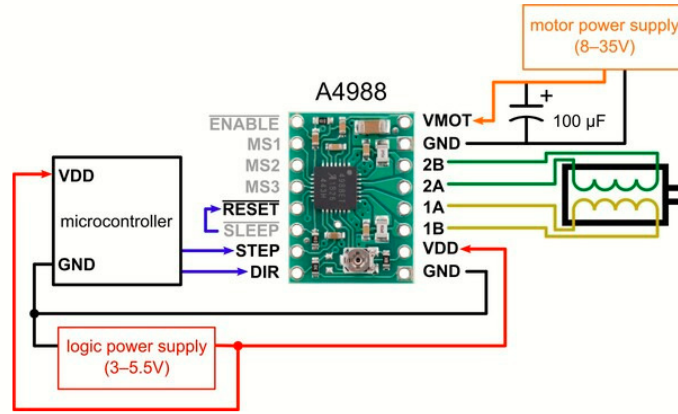 motor power supply
(8–35V)
A4988
ENABLE
VMOT
+
100 µF
MS1
GND
MS2
2B
VDD
MS3
2A
microcontroller
RESET
1A
SLEEP
1B
GND
STEP
VDD
DIR
GND
logic power supply
(3–5.5V)